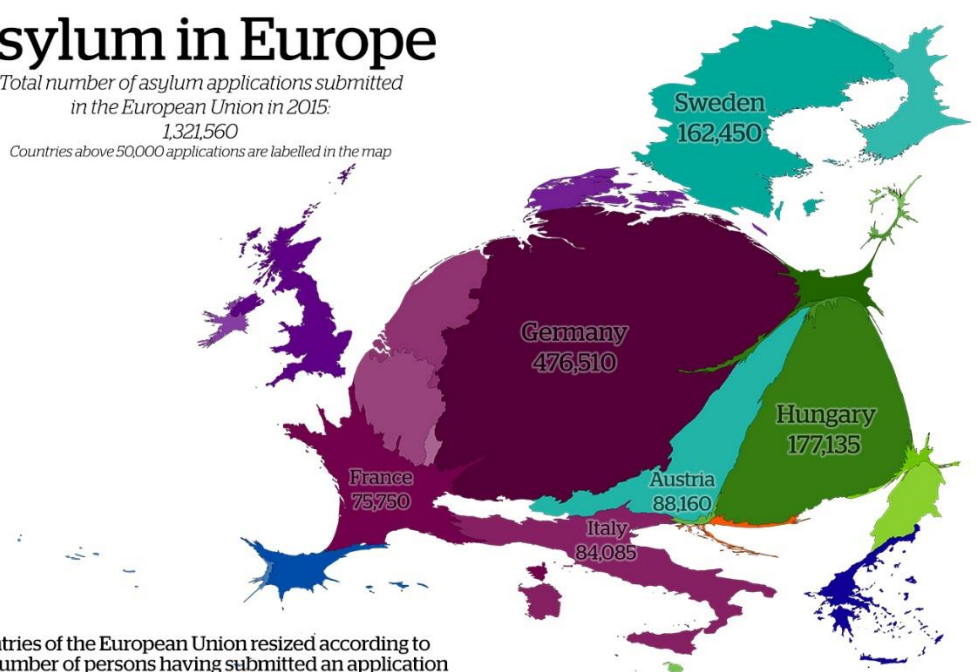 sylum in Europe
Total number of asylum applications submitted
in the European Union in 2015:
1,321,560
Countries above 50,000 applications are labelled in the map
Sweden
162,450
Germany
476,510
Hungary
177,135
France
75,750
Austria
88,160
Italy
84,085
tries of the European Union resized according to
umber of persons having submitted an application